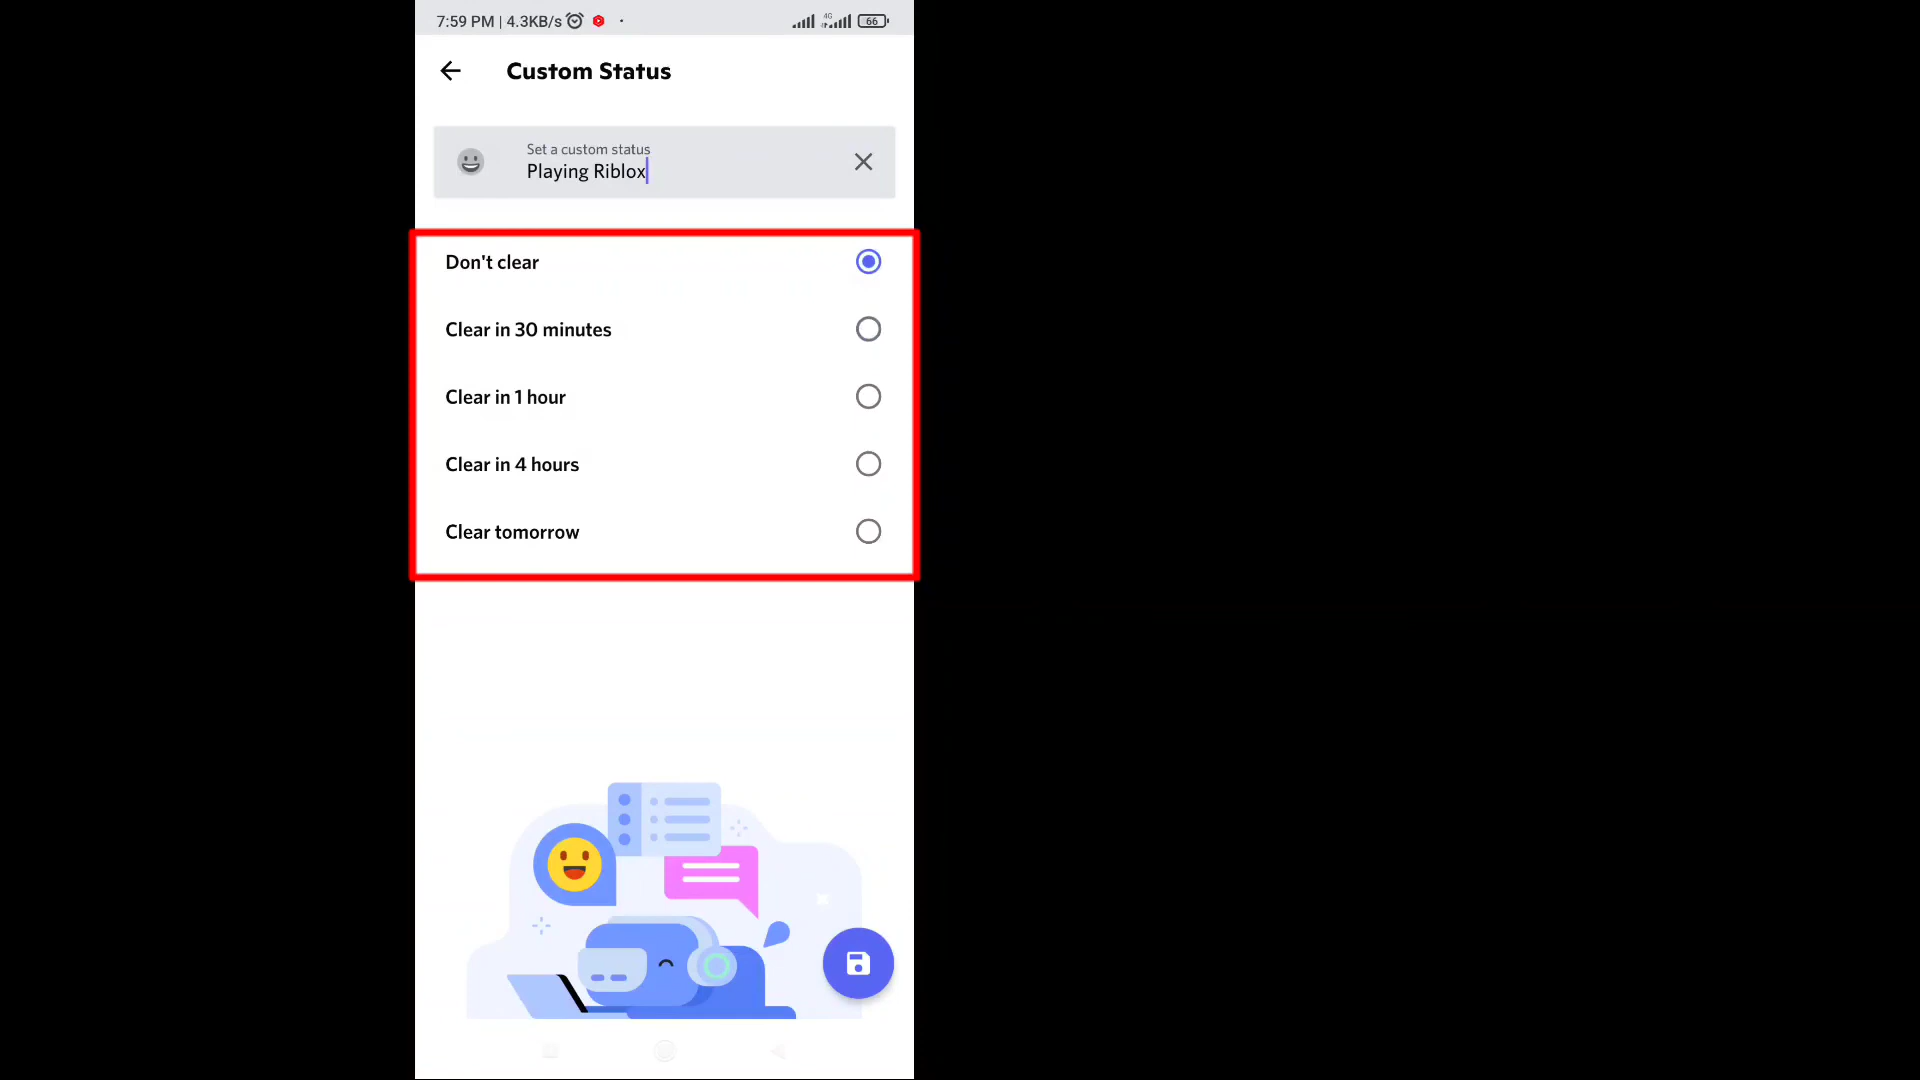 7:59 PM | 4.3KB/s 4G 66
Custom Status
Set a custom status
Playing Riblox
Don't clear
Clear in 30 minutes
Clear in 1 hour
Clear in 4 hours
Clear tomorrow